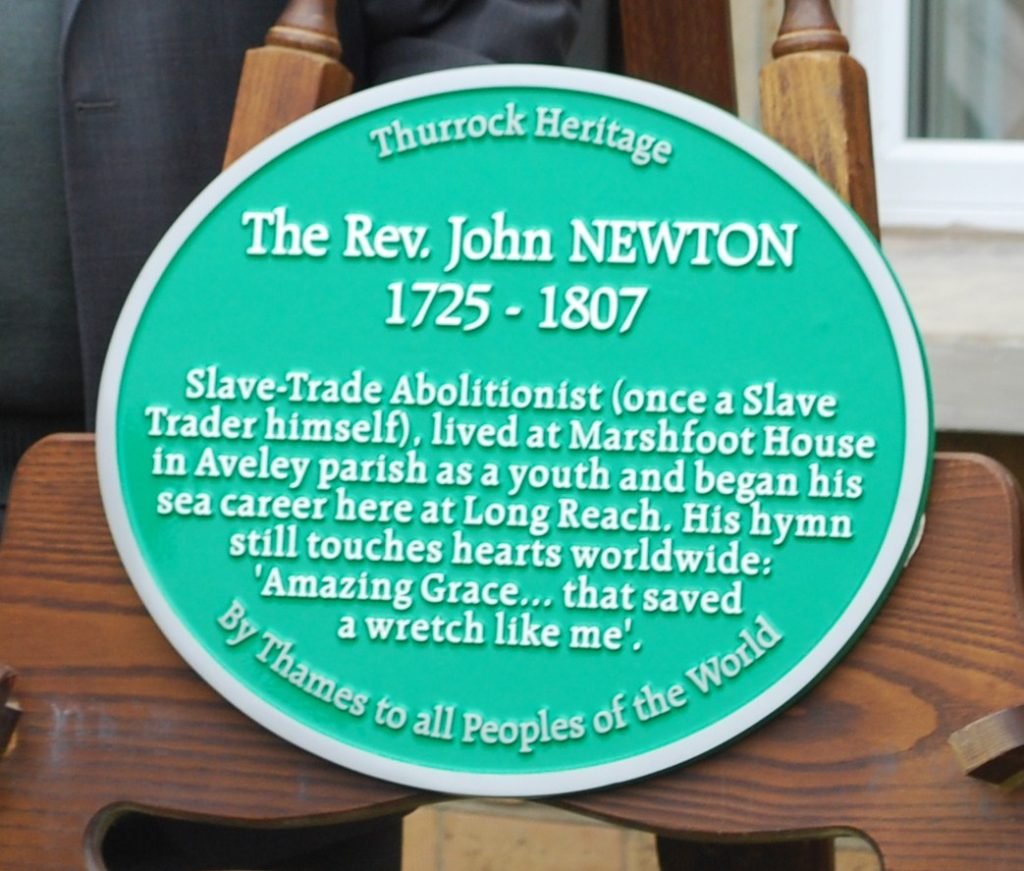 Thurrock Heritage
The Rev. John NEWTON
1725 - 1807
Slave-Trade Abolitionist (once a Slave
Trader himself), lived at Marshfoot House
in Aveley parish as a youth and began his
sea career here at Long Reach. His hymn
still touches hearts worldwide:
'Amazing Grace... that saved
a wretch like me'.
By Thames to all Peoples of the World